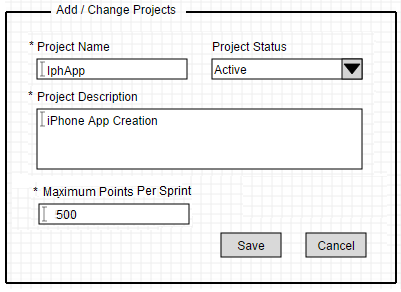 Add / Change Projects
* Project Name
Project Status
IphApp
Active
* Project Description
iPhone App Creation
* Maximum Points Per Sprint
500
Save
Cancel